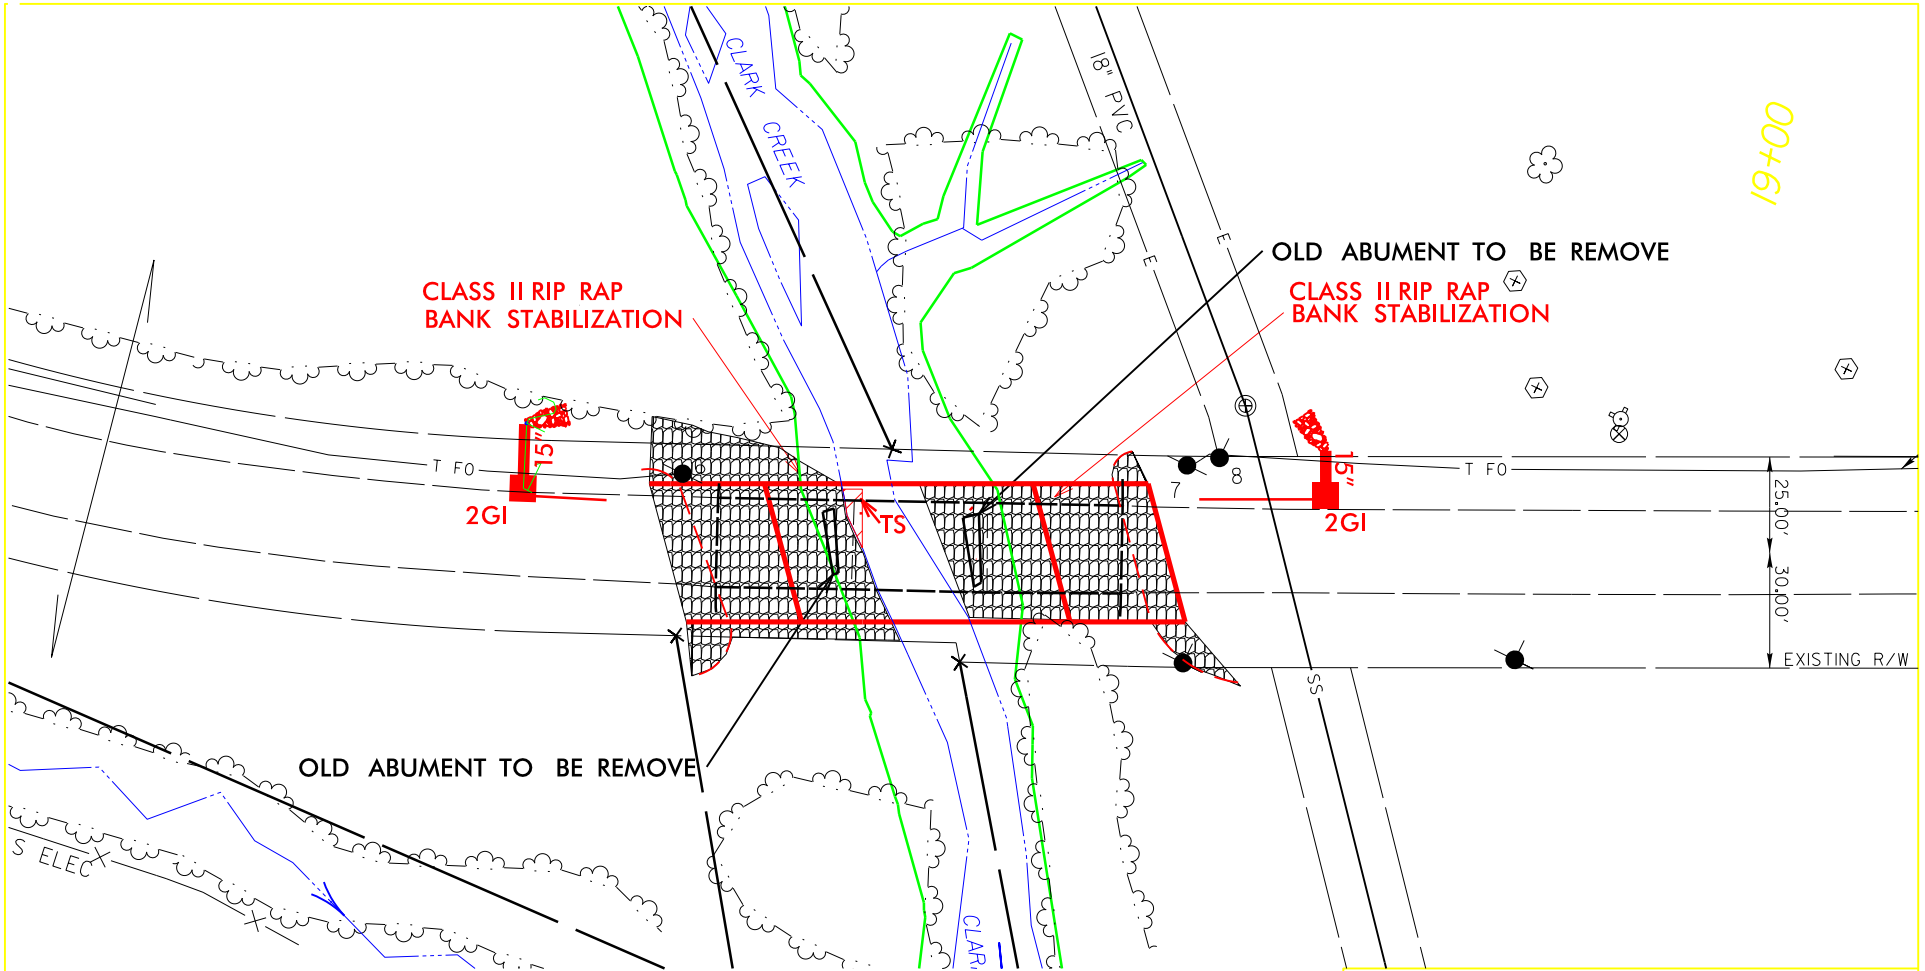 CLARK
CREEK
18" PVC
19+00
E
E
OLD ABUMENT TO BE REMOVE
CLASS II RIP RAP
BANK STABILIZATION
CLASS II RIP RAP
BANK STABILIZATION
15"
T FO
6
7
8
T FO
15"
2GI
TS
2GI
25.00'
30.00'
EXISTING R/W
SS
OLD ABUMENT TO BE REMOVE
S ELEC
CLAR